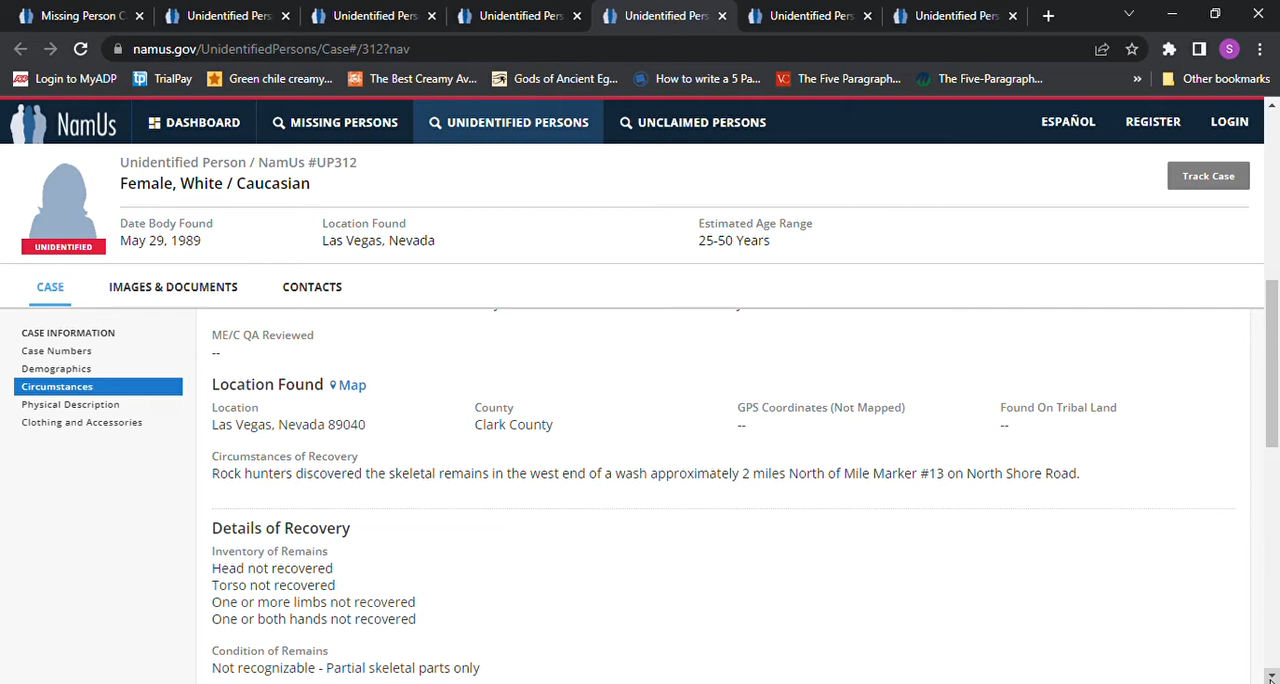 Missing Person C
Unidentified Pers
Unidentified Pers
Unidentified Pers
Unidentified Pers
Unidentified Pers
Unidentified Pers
namus.gov/UnidentifiedPersons/Case#/312?nav
S
Login to MyADP
tp TrialPay
Green chile creamy...
The Best Creamy Av...
Gods of Ancient Eg...
How to write a 5 Pa...
VC The Five Paragraph...
The Five-Paragraph...
» Other bookmarks
NamUs
DASHBOARD
MISSING PERSONS
UNIDENTIFIED PERSONS
UNCLAIMED PERSONS
ESPAÑOL
REGISTER
LOGIN
Unidentified Person / NamUs #UP312
Female, White / Caucasian
Track Case
UNIDENTIFIED
Date Body Found
May 29, 1989
Location Found
Las Vegas, Nevada
Estimated Age Range
25-50 Years
CASE
IMAGES & DOCUMENTS
CONTACTS
CASE INFORMATION
Case Numbers
Demographics
Circumstances
Physical Description
Clothing and Accessories
ME/C QA Reviewed
--
Location Found Map
Location
Las Vegas, Nevada 89040
County
Clark County
GPS Coordinates (Not Mapped)
--
Found On Tribal Land
--
Circumstances of Recovery
Rock hunters discovered the skeletal remains in the west end of a wash approximately 2 miles North of Mile Marker #13 on North Shore Road.
Details of Recovery
Inventory of Remains
Head not recovered
Torso not recovered
One or more limbs not recovered
One or both hands not recovered
Condition of Remains
Not recognizable - Partial skeletal parts only